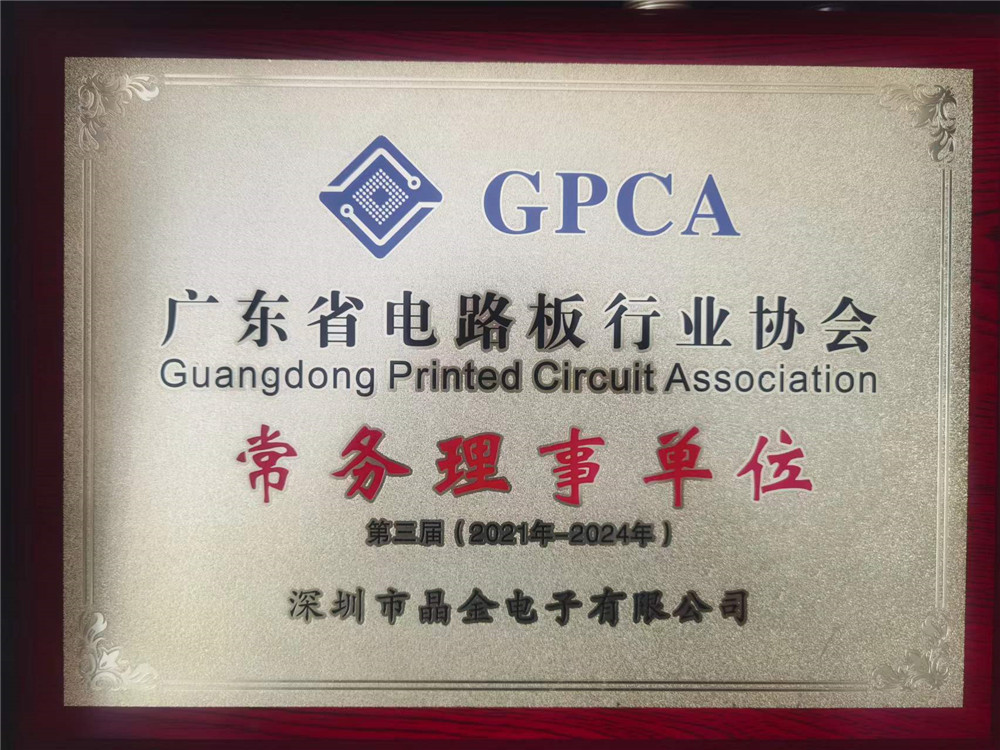 GPCA
广东省电路板行业协会
Guangdong Printed Circuit Association
常务理事单位
第三届（2021年–2024年）
深圳市晶金电子有限公司